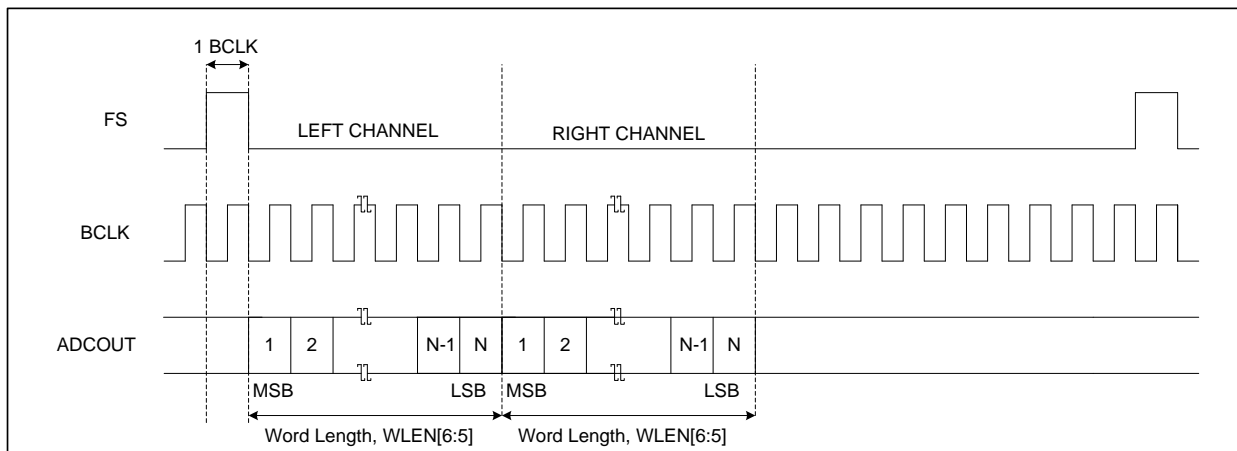 1 BCLK
FS
LEFT CHANNEL RIGHT CHANNEL
BCLK
ADCOUT 1 2 N-1 N 1 2 N-1 N
MSB LSB MSB LSB
Word Length, WLEN[6:5] Word Length, WLEN[6:5]